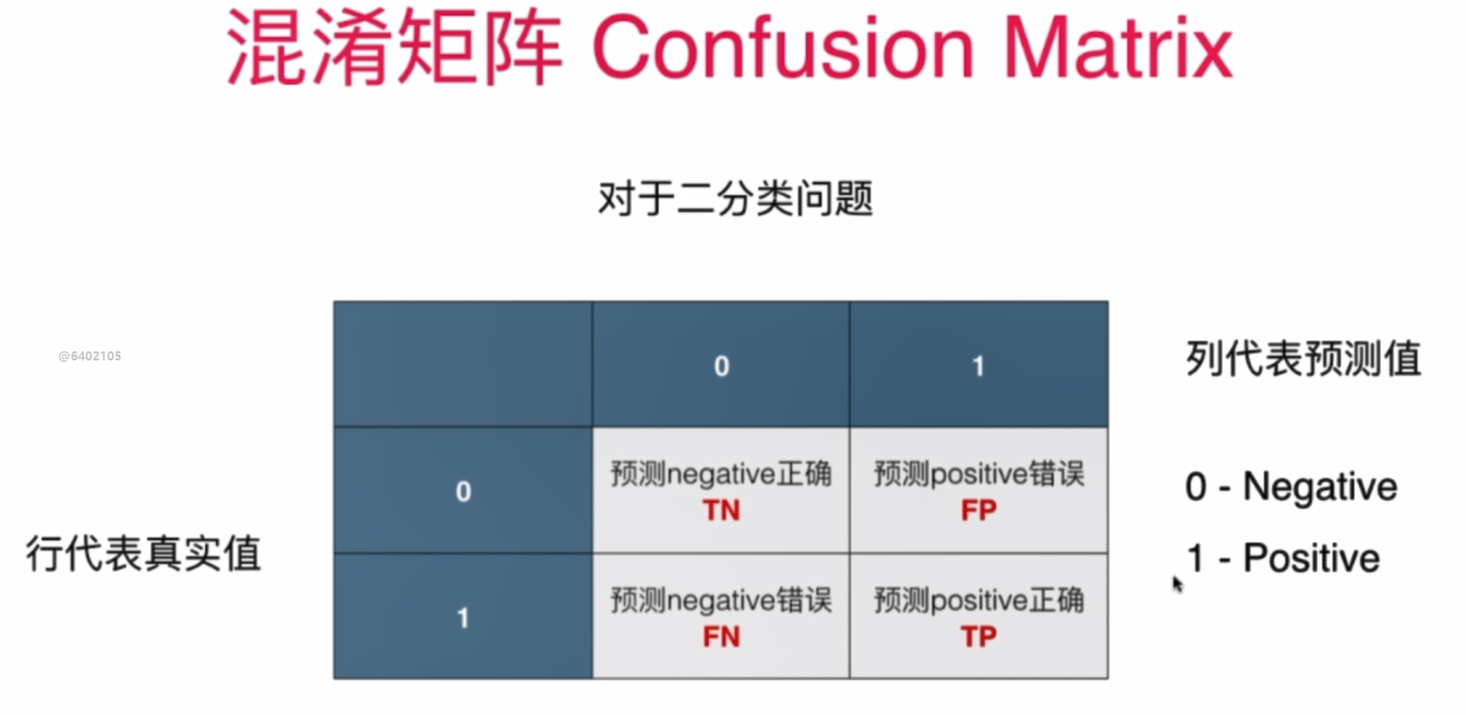 混淆矩阵 Confusion Matrix
对于二分类问题
@6402105
0
1
列代表预测值
0
预测negative正确
TN
预测positive错误
FP
0 - Negative
行代表真实值
1
预测negative错误
FN
预测positive正确
TP
1 - Positive